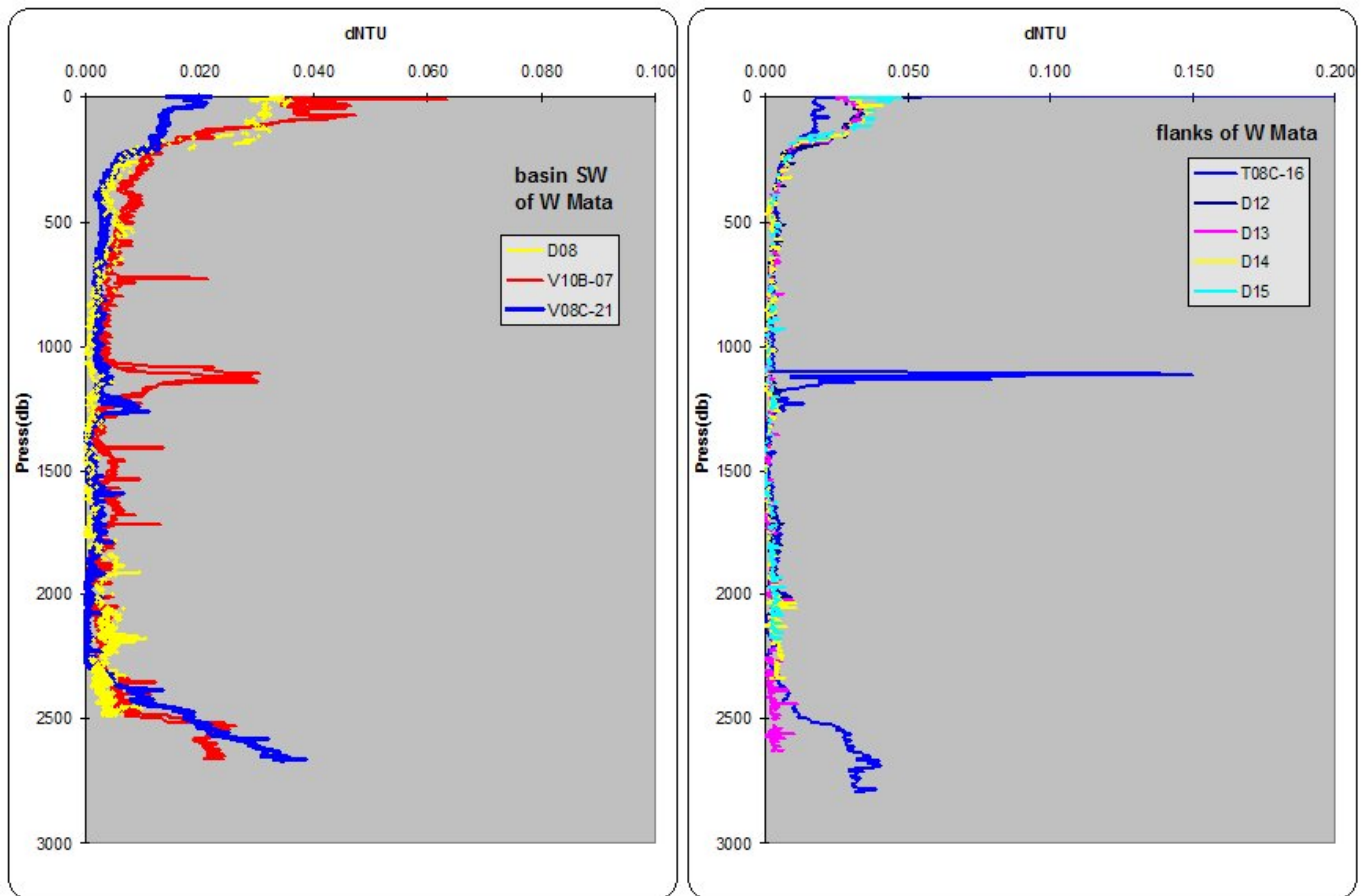 dNTU
0.000 0.020 0.040 0.060 0.080 0.100
0
500
1000
1500
2000
2500
3000
Press(db)
basin SW
of W Mata
D08
V10B-07
V08C-21
dNTU
0.000 0.050 0.100 0.150 0.200
0
500
1000
1500
2000
2500
3000
Press(db)
flanks of W Mata
T08C-16
D12
D13
D14
D15